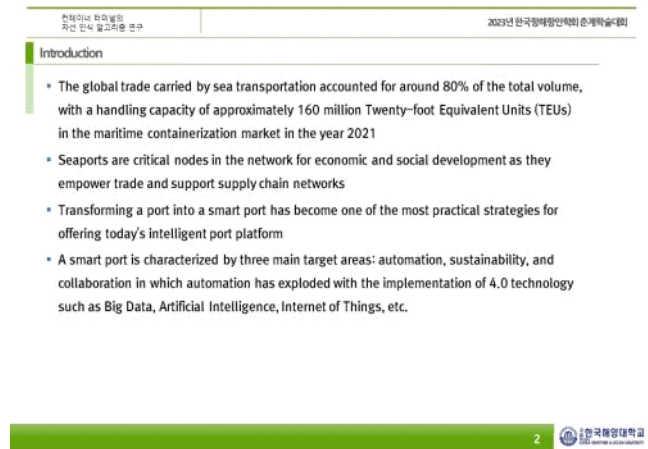 컨테이너 터미널의
차선 인식 알고리즘 연구
2023년 한국항해항만학회 춘계학술대회
Introduction
▪ The global trade carried by sea transportation accounted for around 80% of the total volume,
with a handling capacity of approximately 160 million Twenty-foot Equivalent Units (TEUs)
in the maritime containerization market in the year 2021
▪ Seaports are critical nodes in the network for economic and social development as they
empower trade and support supply chain networks
▪ Transforming a port into a smart port has become one of the most practical strategies for
offering today's intelligent port platform
▪ A smart port is characterized by three main target areas: automation, sustainability, and
collaboration in which automation has exploded with the implementation of 4.0 technology
such as Big Data, Artificial Intelligence, Internet of Things, etc.
2
한국해양대학교